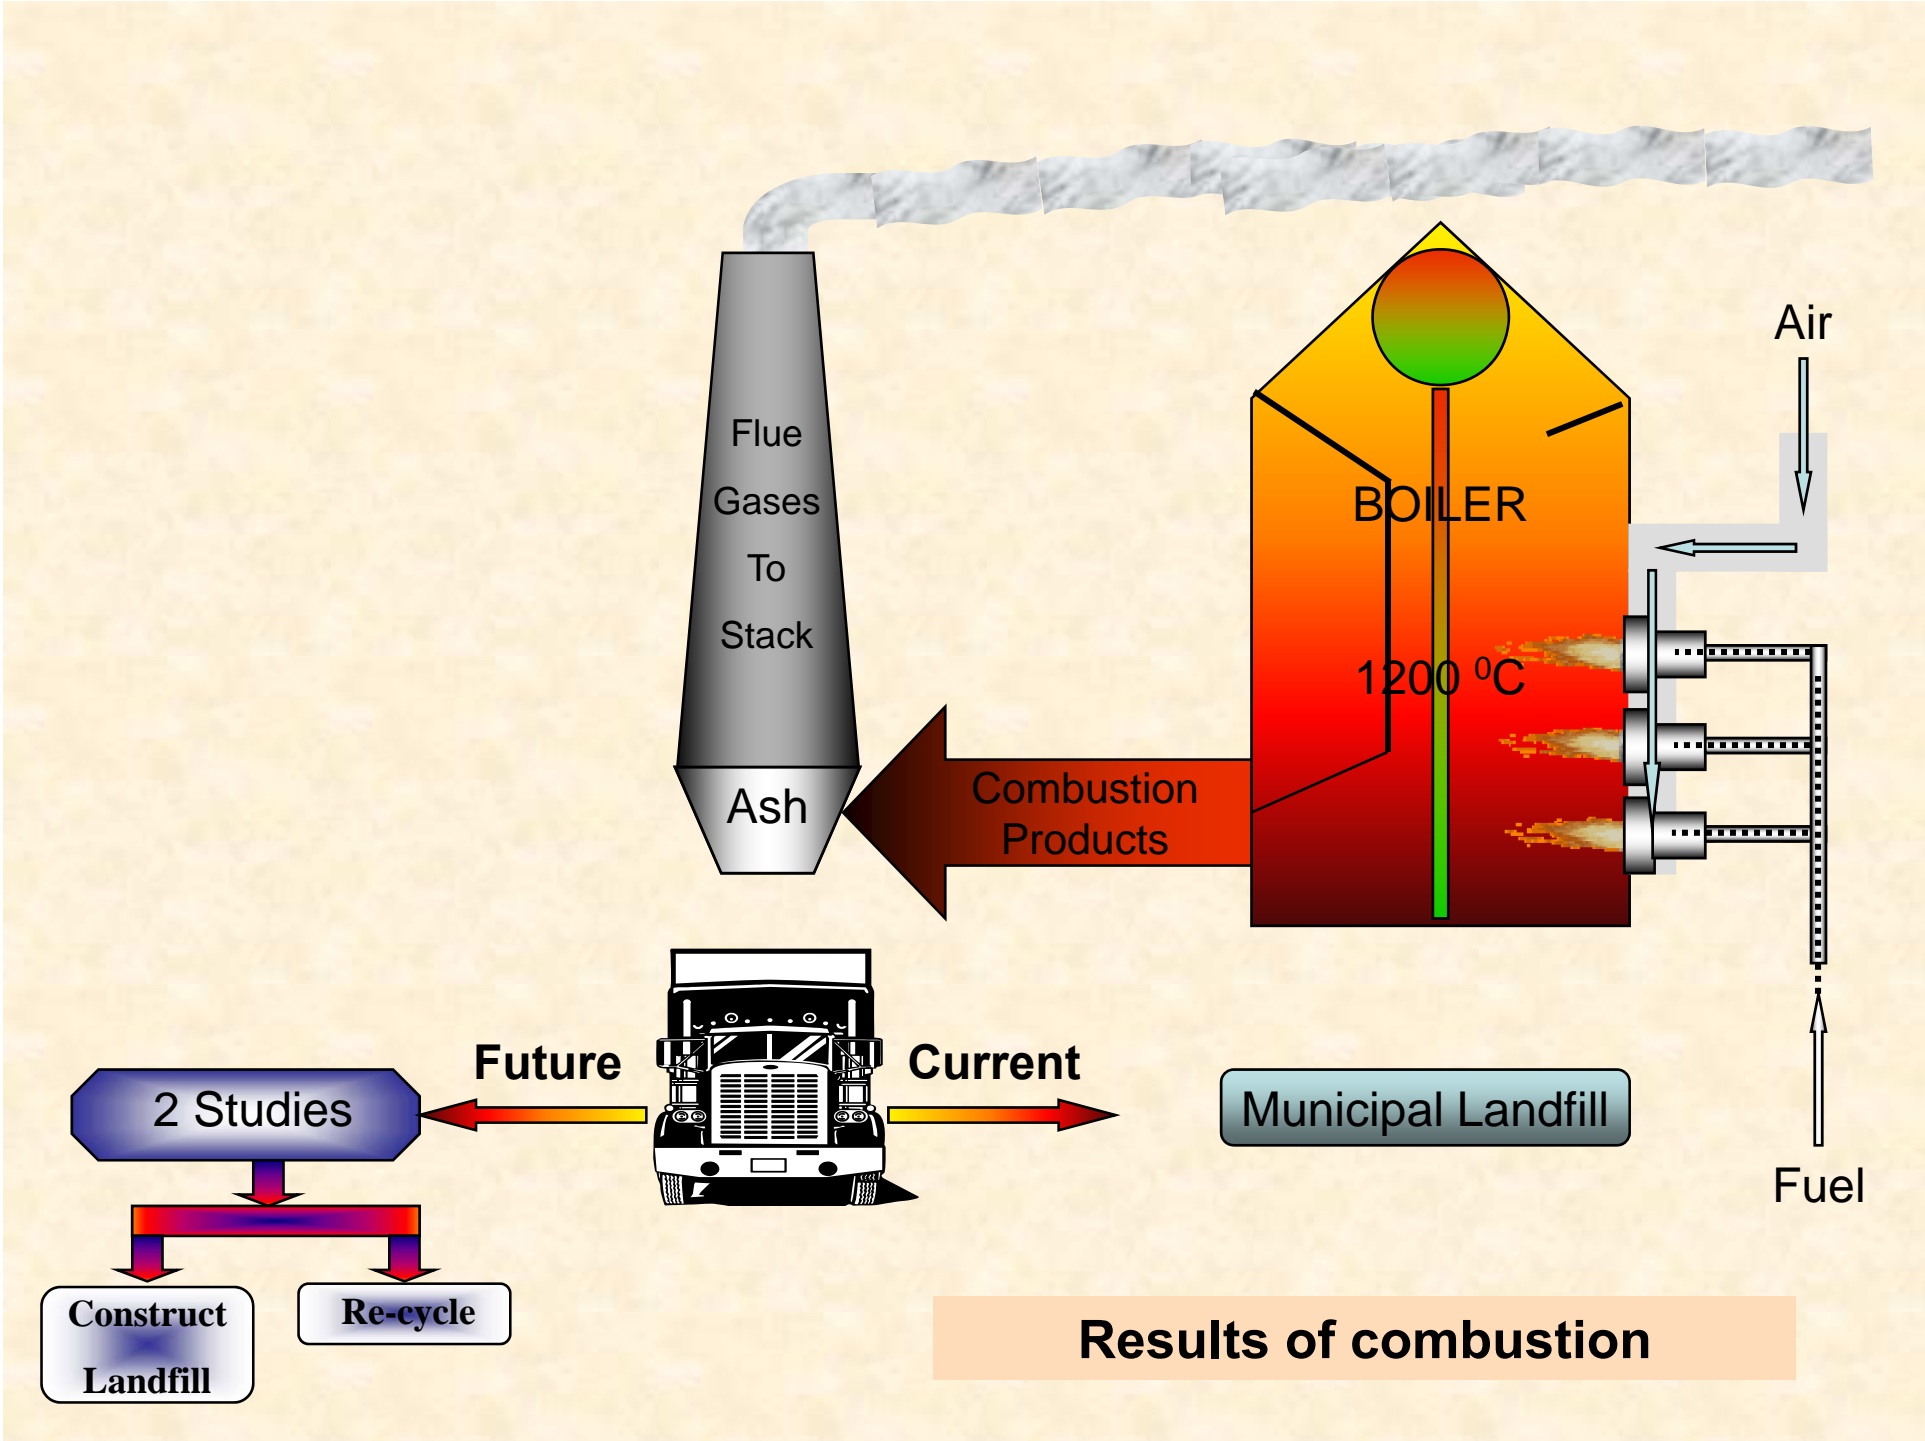 Air
Flue
Gases
To
Stack
BOILER
1200 ⁰C
Combustion
Products
Ash
Future
Current
2 Studies
Municipal Landfill
Fuel
Construct
Landfill
Re-cycle
Results of combustion